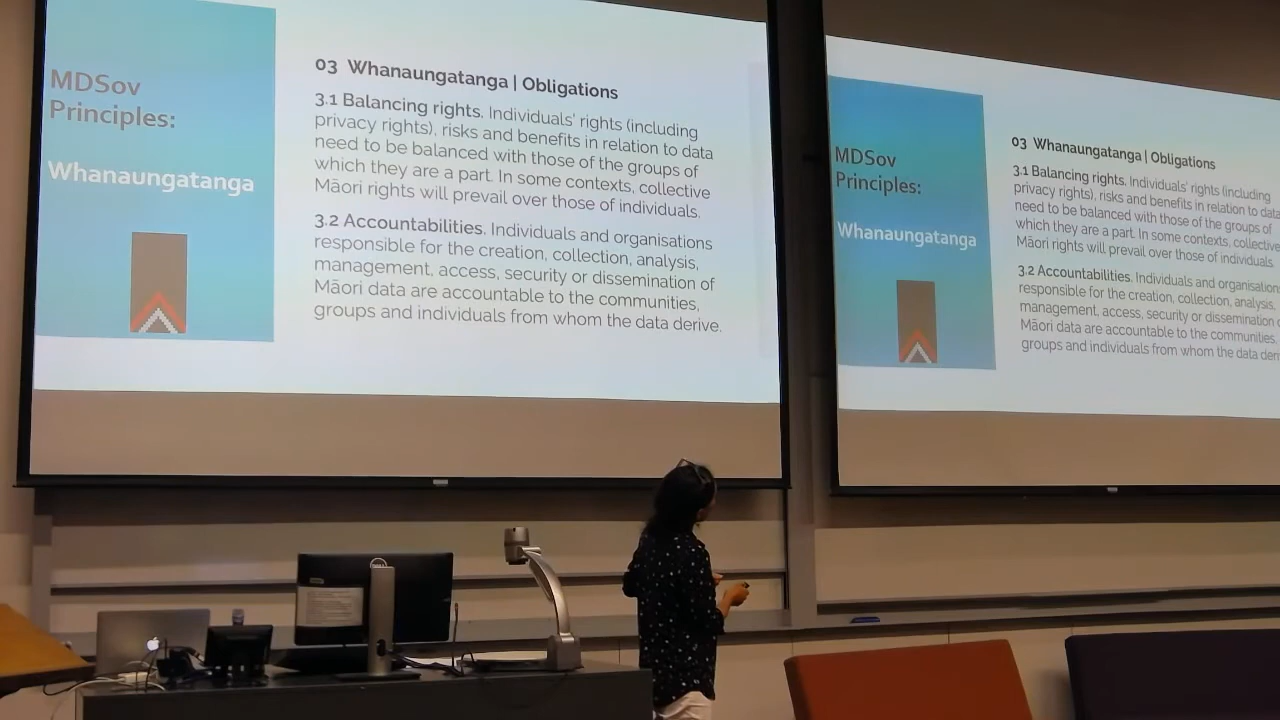 MDSov
Principles:
Whanaungatanga
03 Whanaungatanga | Obligations
3.1 Balancing rights. Individuals' rights (including
privacy rights), risks and benefits in relation to data
need to be balanced with those of the groups of
which they are a part. In some contexts, collective
Māori rights will prevail over those of individuals.
3.2 Accountabilities. Individuals and organisations
responsible for the creation, collection, analysis,
management, access, security or dissemination of
Māori data are accountable to the communities,
groups and individuals from whom the data derive.
MDSov
Principles:
Whanaungatanga
03 Whanaungatanga | Obligations
3.1 Balancing rights. Individuals' rights (including
privacy rights), risks and benefits in relation to data
need to be balanced with those of the groups of
which they are a part. In some contexts, collective
Māori rights will prevail over those of individuals.
3.2 Accountabilities. Individuals and organisations
responsible for the creation, collection, analysis,
management, access, security or dissemination
Māori data are accountable to the communities,
groups and individuals from whom the data
DELL